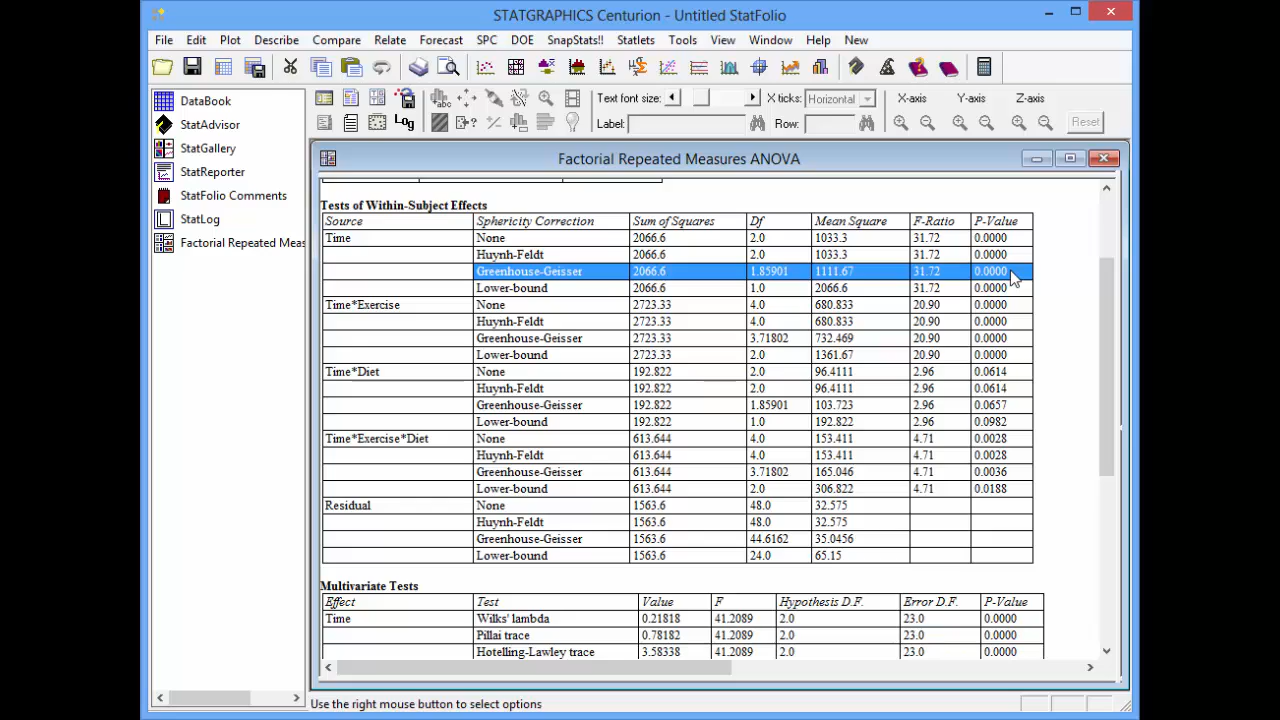 STATGRAPHICS Centurion - Untitled StatFolio
File Edit Plot Describe Compare Relate Forecast SPC DOE SnapStats!! Statlets Tools View Window Help New
Text font size: X ticks: Horizontal X-axis Y-axis Z-axis
Log Label: Row: Reset
DataBook
StatAdvisor
StatGallery
StatReporter
StatFolio Comments
StatLog
Factorial Repeated Meas
Factorial Repeated Measures ANOVA
Tests of Within-Subject Effects
Source Sphericity Correction Sum of Squares Df Mean Square F-Ratio P-Value
Time None 2066.6 2.0 1033.3 31.72 0.0000
Huynh-Feldt 2066.6 2.0 1033.3 31.72 0.0000
Greenhouse-Geisser 2066.6 1.85901 1111.67 31.72 0.0000
Lower-bound 2066.6 1.0 2066.6 31.72 0.0000
Time*Exercise None 2723.33 4.0 680.833 20.90 0.0000
Huynh-Feldt 2723.33 4.0 680.833 20.90 0.0000
Greenhouse-Geisser 2723.33 3.71802 732.469 20.90 0.0000
Lower-bound 2723.33 2.0 1361.67 20.90 0.0000
Time*Diet None 192.822 2.0 96.4111 2.96 0.0614
Huynh-Feldt 192.822 2.0 96.4111 2.96 0.0614
Greenhouse-Geisser 192.822 1.85901 103.723 2.96 0.0657
Lower-bound 192.822 1.0 192.822 2.96 0.0982
Time*Exercise*Diet None 613.644 4.0 153.411 4.71 0.0028
Huynh-Feldt 613.644 4.0 153.411 4.71 0.0028
Greenhouse-Geisser 613.644 3.71802 165.046 4.71 0.0036
Lower-bound 613.644 2.0 306.822 4.71 0.0188
Residual None 1563.6 48.0 32.575
Huynh-Feldt 1563.6 48.0 32.575
Greenhouse-Geisser 1563.6 44.6162 35.0456
Lower-bound 1563.6 24.0 65.15
Multivariate Tests
Effect Test Value F Hypothesis D.F. Error D.F. P-Value
Time Wilks' lambda 0.21818 41.2089 2.0 23.0 0.0000
Pillai trace 0.78182 41.2089 2.0 23.0 0.0000
Hotelling-Lawley trace 3.58338 41.2089 2.0 23.0 0.0000
Use the right mouse button to select options